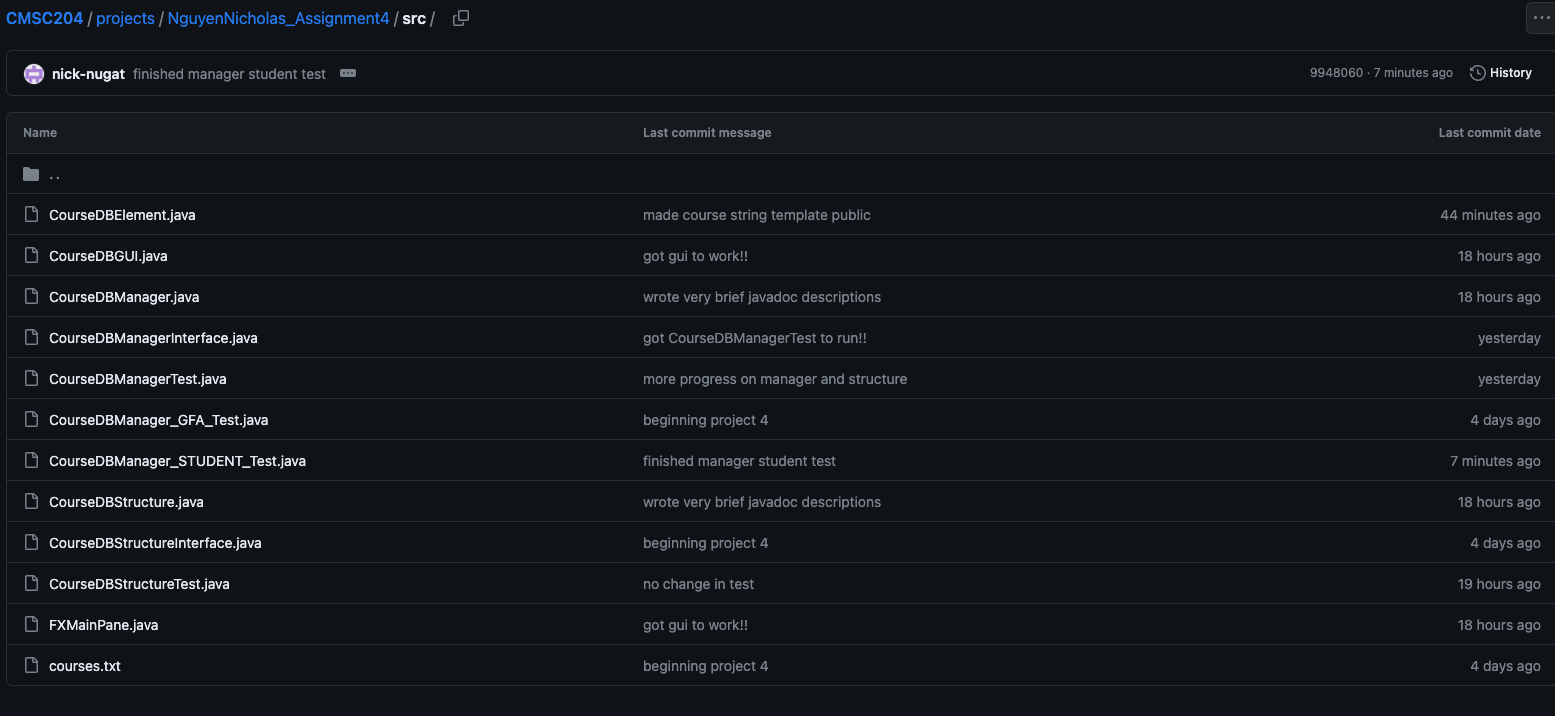 CMSC204 / projects / NguyenNicholas_Assignment4 / src /
nick-nugat finished manager student test 9948060 · 7 minutes ago History
Name Last commit message Last commit date
..
CourseDBElement.java made course string template public 44 minutes ago
CourseDBGUI.java got gui to work!! 18 hours ago
CourseDBManager.java wrote very brief javadoc descriptions 18 hours ago
CourseDBManagerInterface.java got CourseDBManagerTest to run!! yesterday
CourseDBManagerTest.java more progress on manager and structure yesterday
CourseDBManager_GFA_Test.java beginning project 4 4 days ago
CourseDBManager_STUDENT_Test.java finished manager student test 7 minutes ago
CourseDBStructure.java wrote very brief javadoc descriptions 18 hours ago
CourseDBStructureInterface.java beginning project 4 4 days ago
CourseDBStructureTest.java no change in test 19 hours ago
FXMainPane.java got gui to work!! 18 hours ago
courses.txt beginning project 4 4 days ago